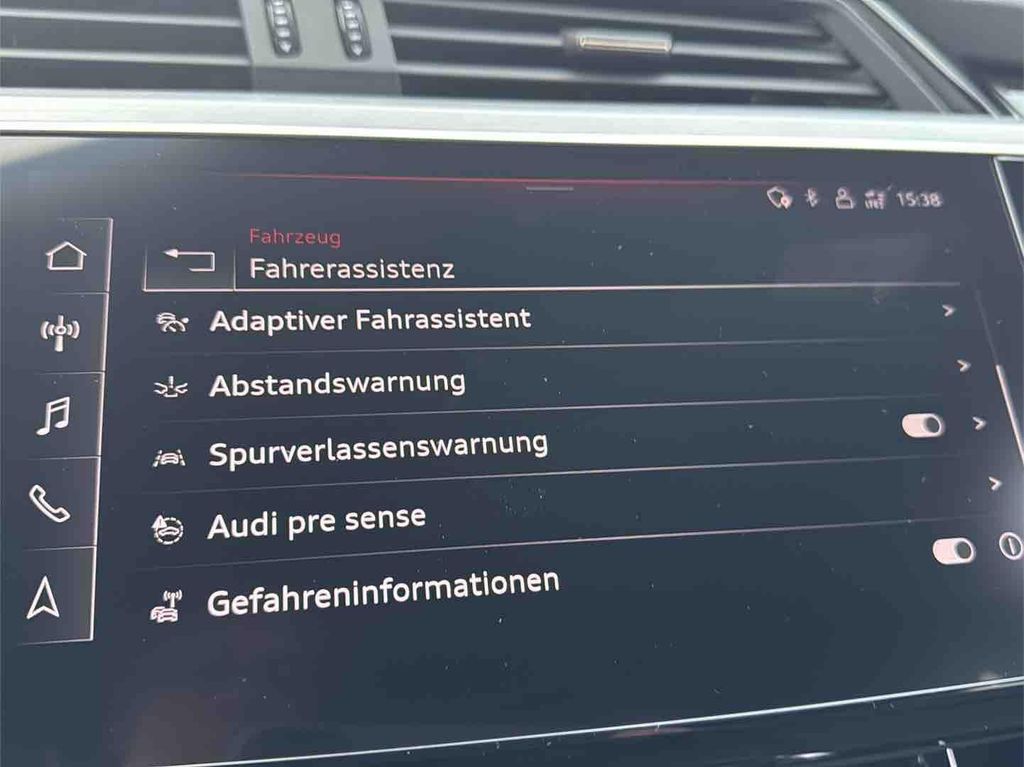 15:38
Fahrzeug
Fahrerassistenz
Adaptiver Fahrassistent
Abstandswarnung
Spurverlassenswarnung
Audi pre sense
Gefahreninformationen